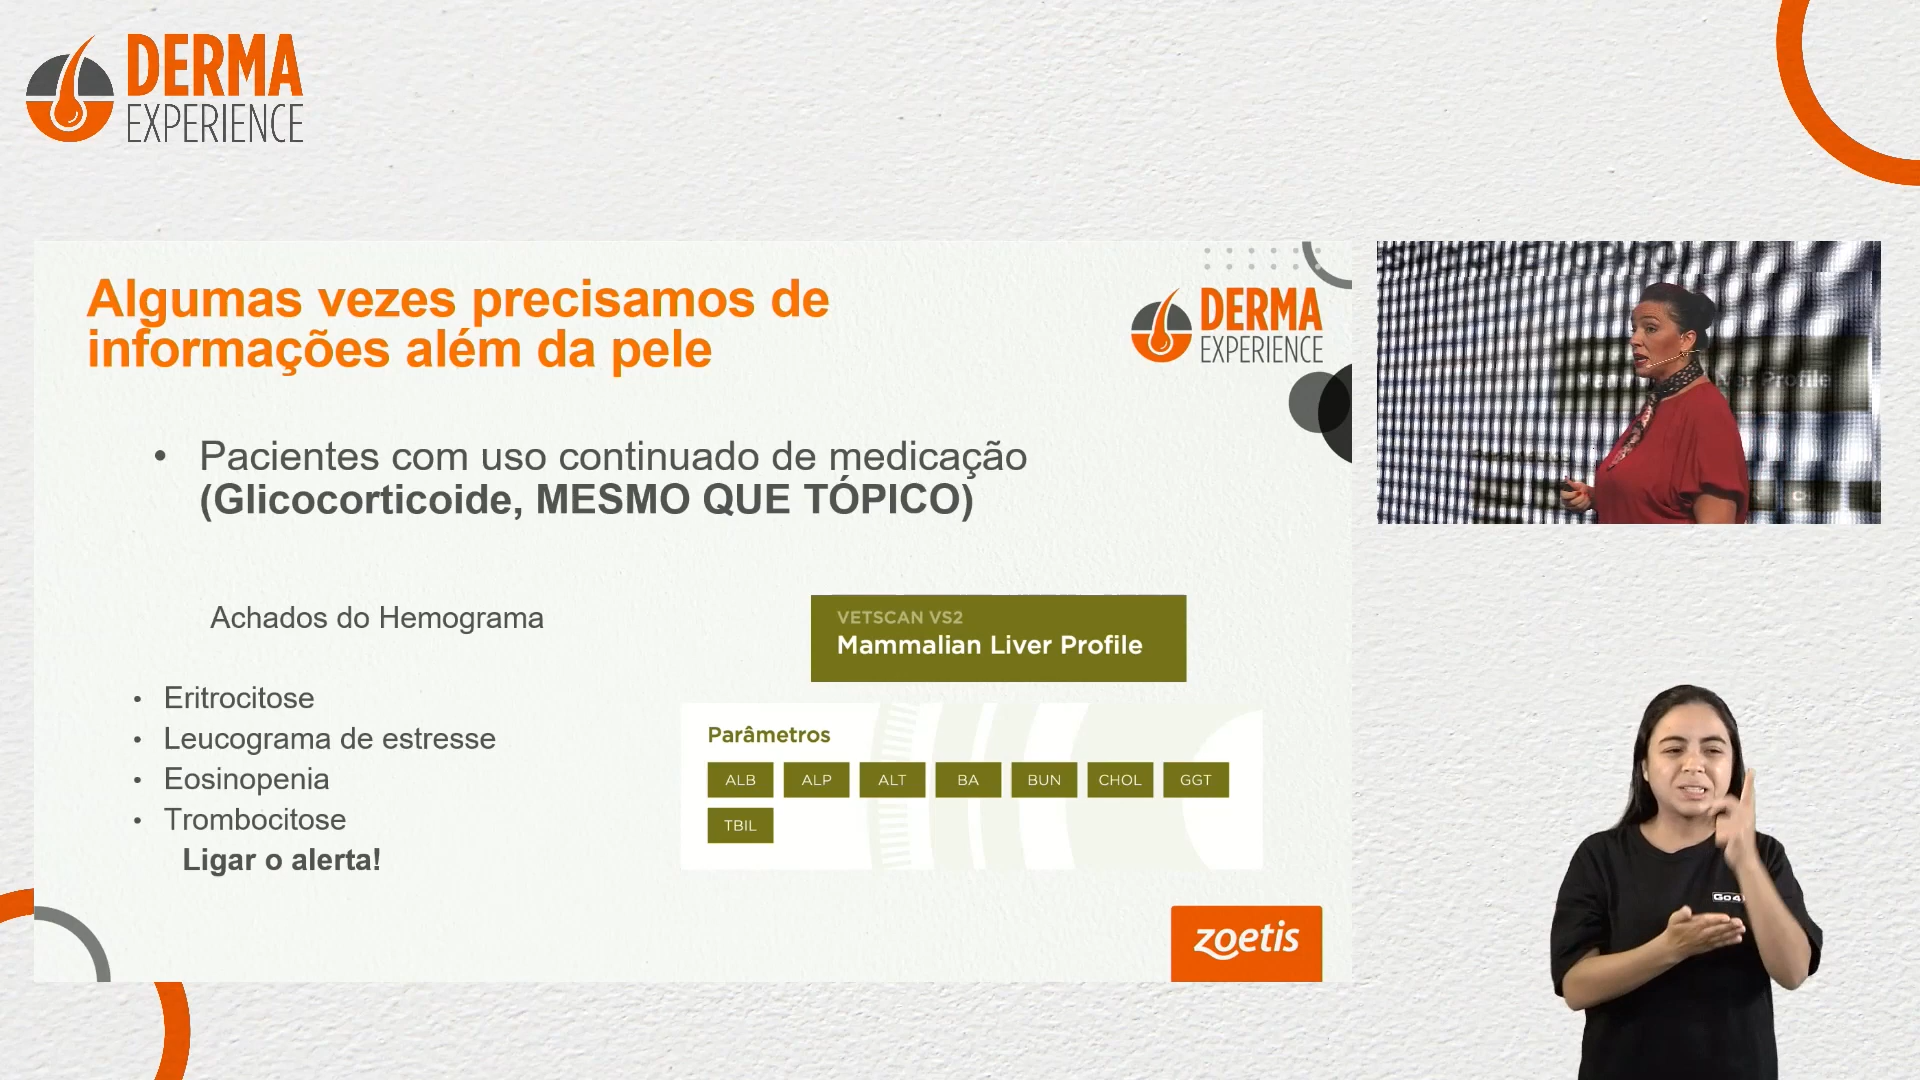 DERMA
EXPERIENCE
Algumas vezes precisamos de
informações além da pele
DERMA
EXPERIENCE
• Pacientes com uso continuado de medicação
(Glicocorticoide, MESMO QUE TÓPICO)
Achados do Hemograma
• Eritrocitose
• Leucograma de estresse
• Eosinopenia
• Trombocitose
Ligar o alerta!
VETSCAN VS2
Mammalian Liver Profile
Parâmetros
ALB ALP ALT BA BUN CHOL GGT
TBIL
zoetis
Profile
Go4